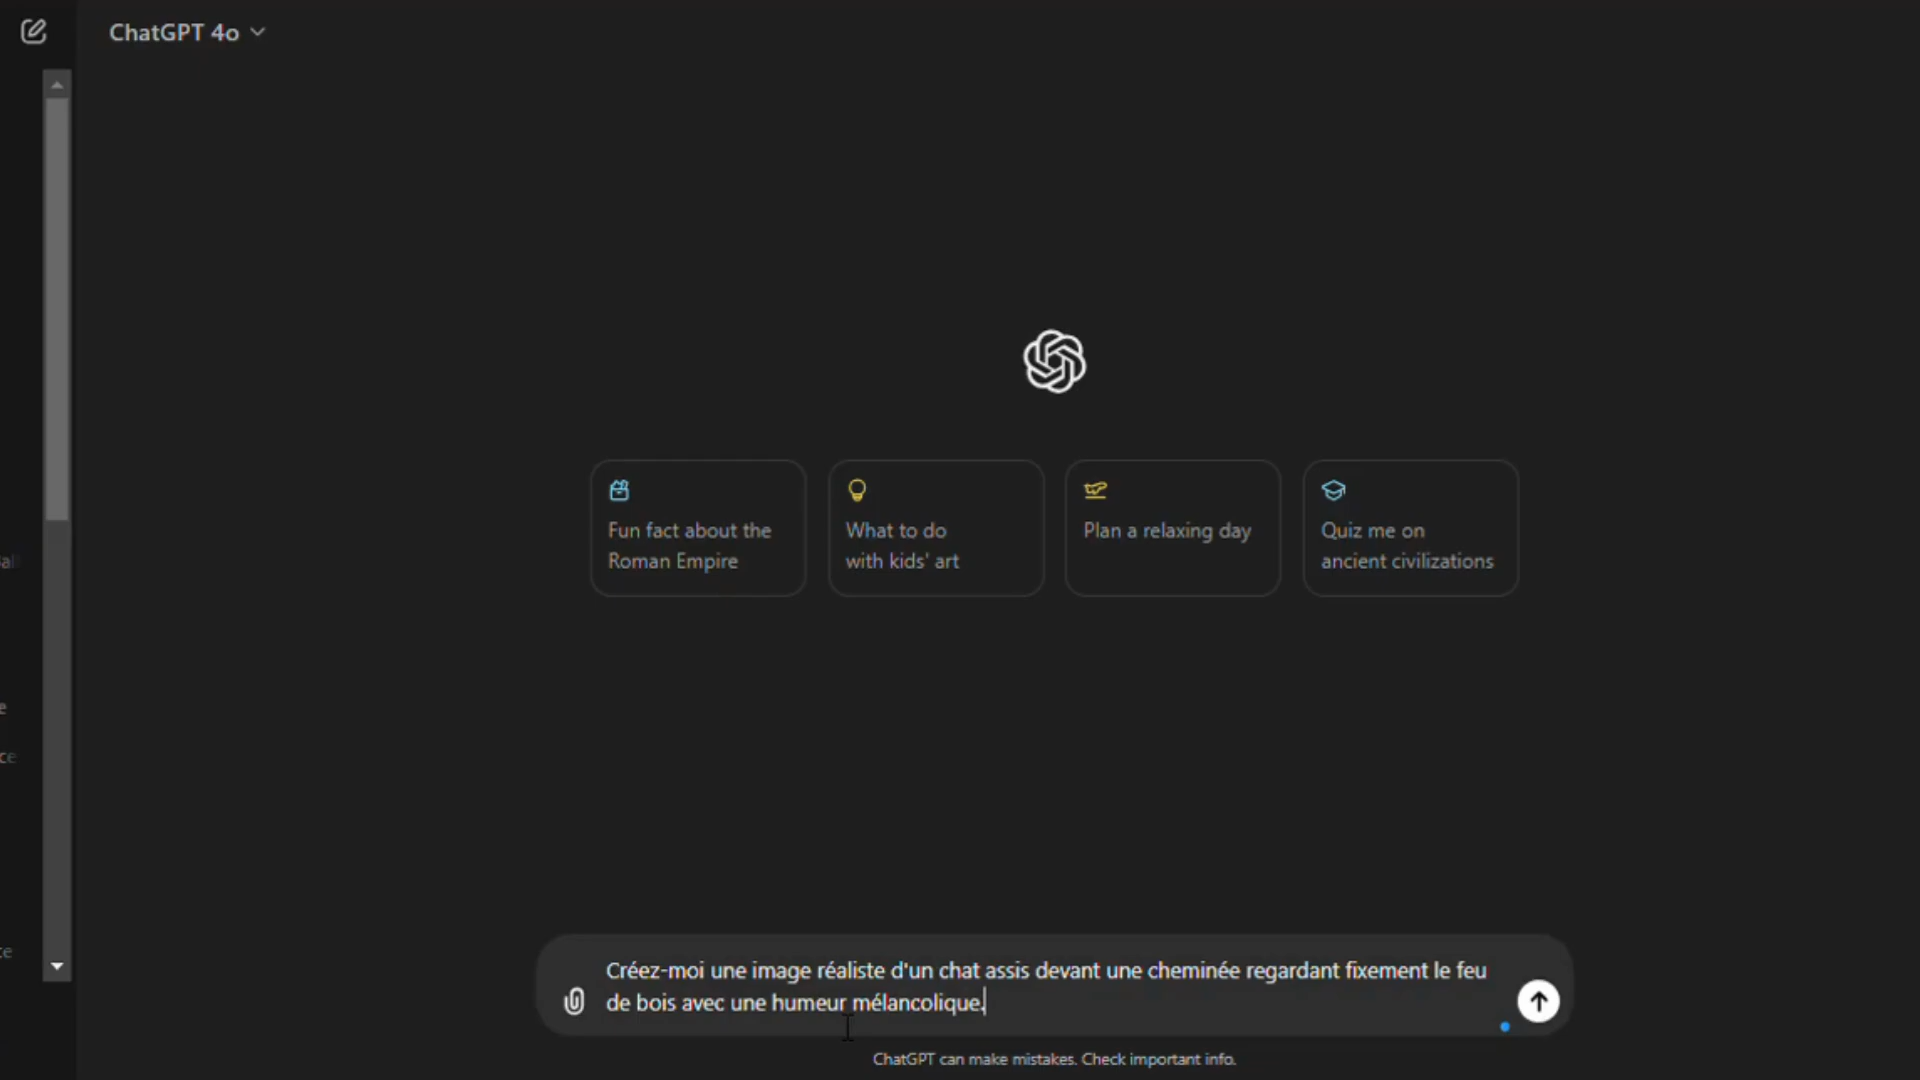 ChatGPT 4o
Fun fact about the
Roman Empire
What to do
with kids' art
Plan a relaxing day
Quiz me on
ancient civilizations
Créez-moi une image réaliste d'un chat assis devant une cheminée regardant fixement le feu
de bois avec une humeur mélancolique.
ChatGPT can make mistakes. Check important info.